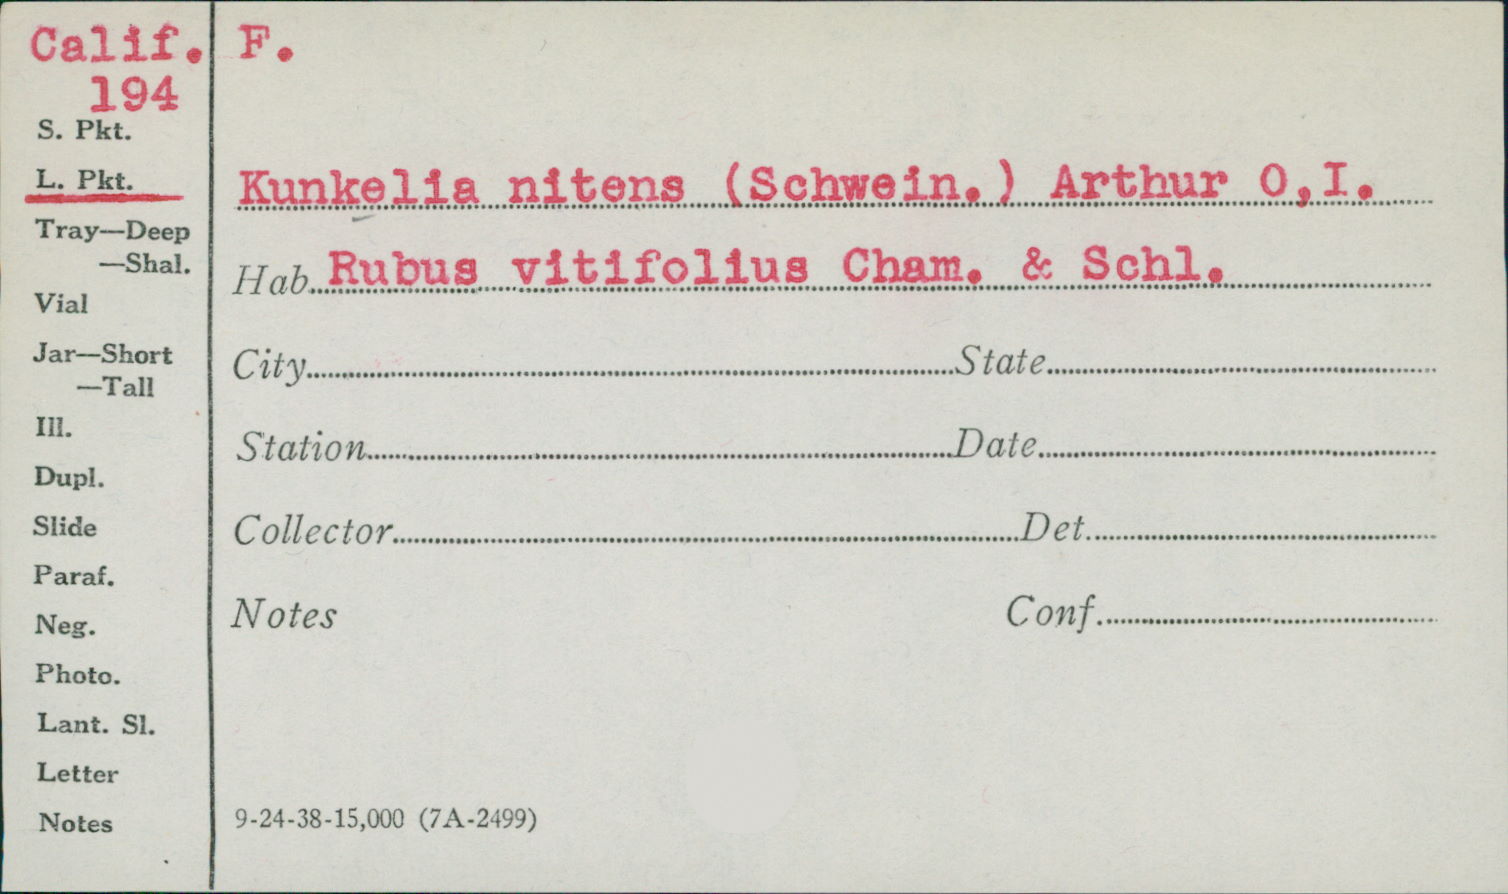 Calif. F.
194
S. Pkt.
L. Pkt.
Kunkelia nitens (Schwein.) Arthur O,I.
Tray—Deep
—Shal.
Hab. Rubus vitifolius Cham. & Schl.
Vial
Jar—Short
—Tall
City State
Ill.
Station Date
Dupl.
Slide
Collector Det.
Paraf.
Neg.
Notes Conf.
Photo.
Lant. Sl.
Letter
Notes
9-24-38-15,000 (7A-2499)